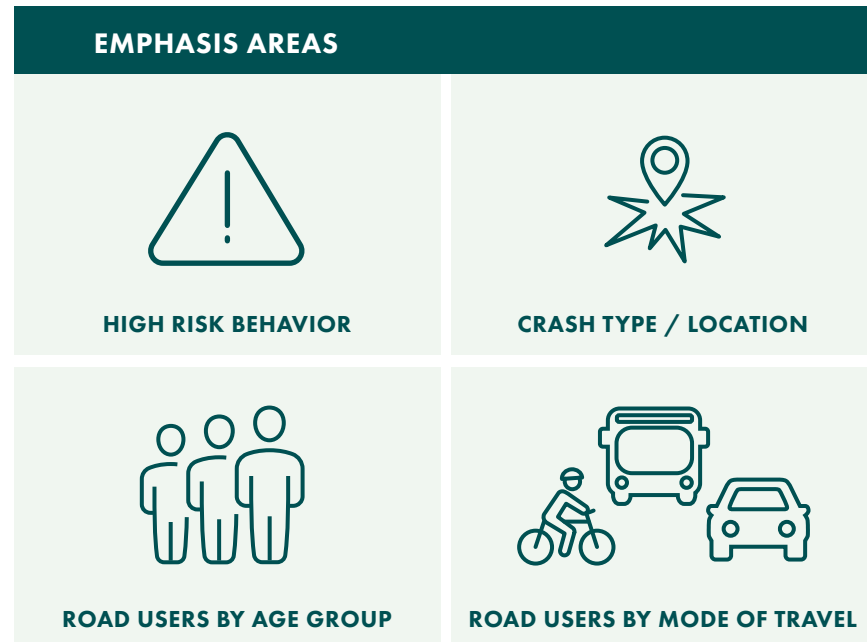 EMPHASIS AREAS
HIGH RISK BEHAVIOR
CRASH TYPE / LOCATION
ROAD USERS BY AGE GROUP
ROAD USERS BY MODE OF TRAVEL